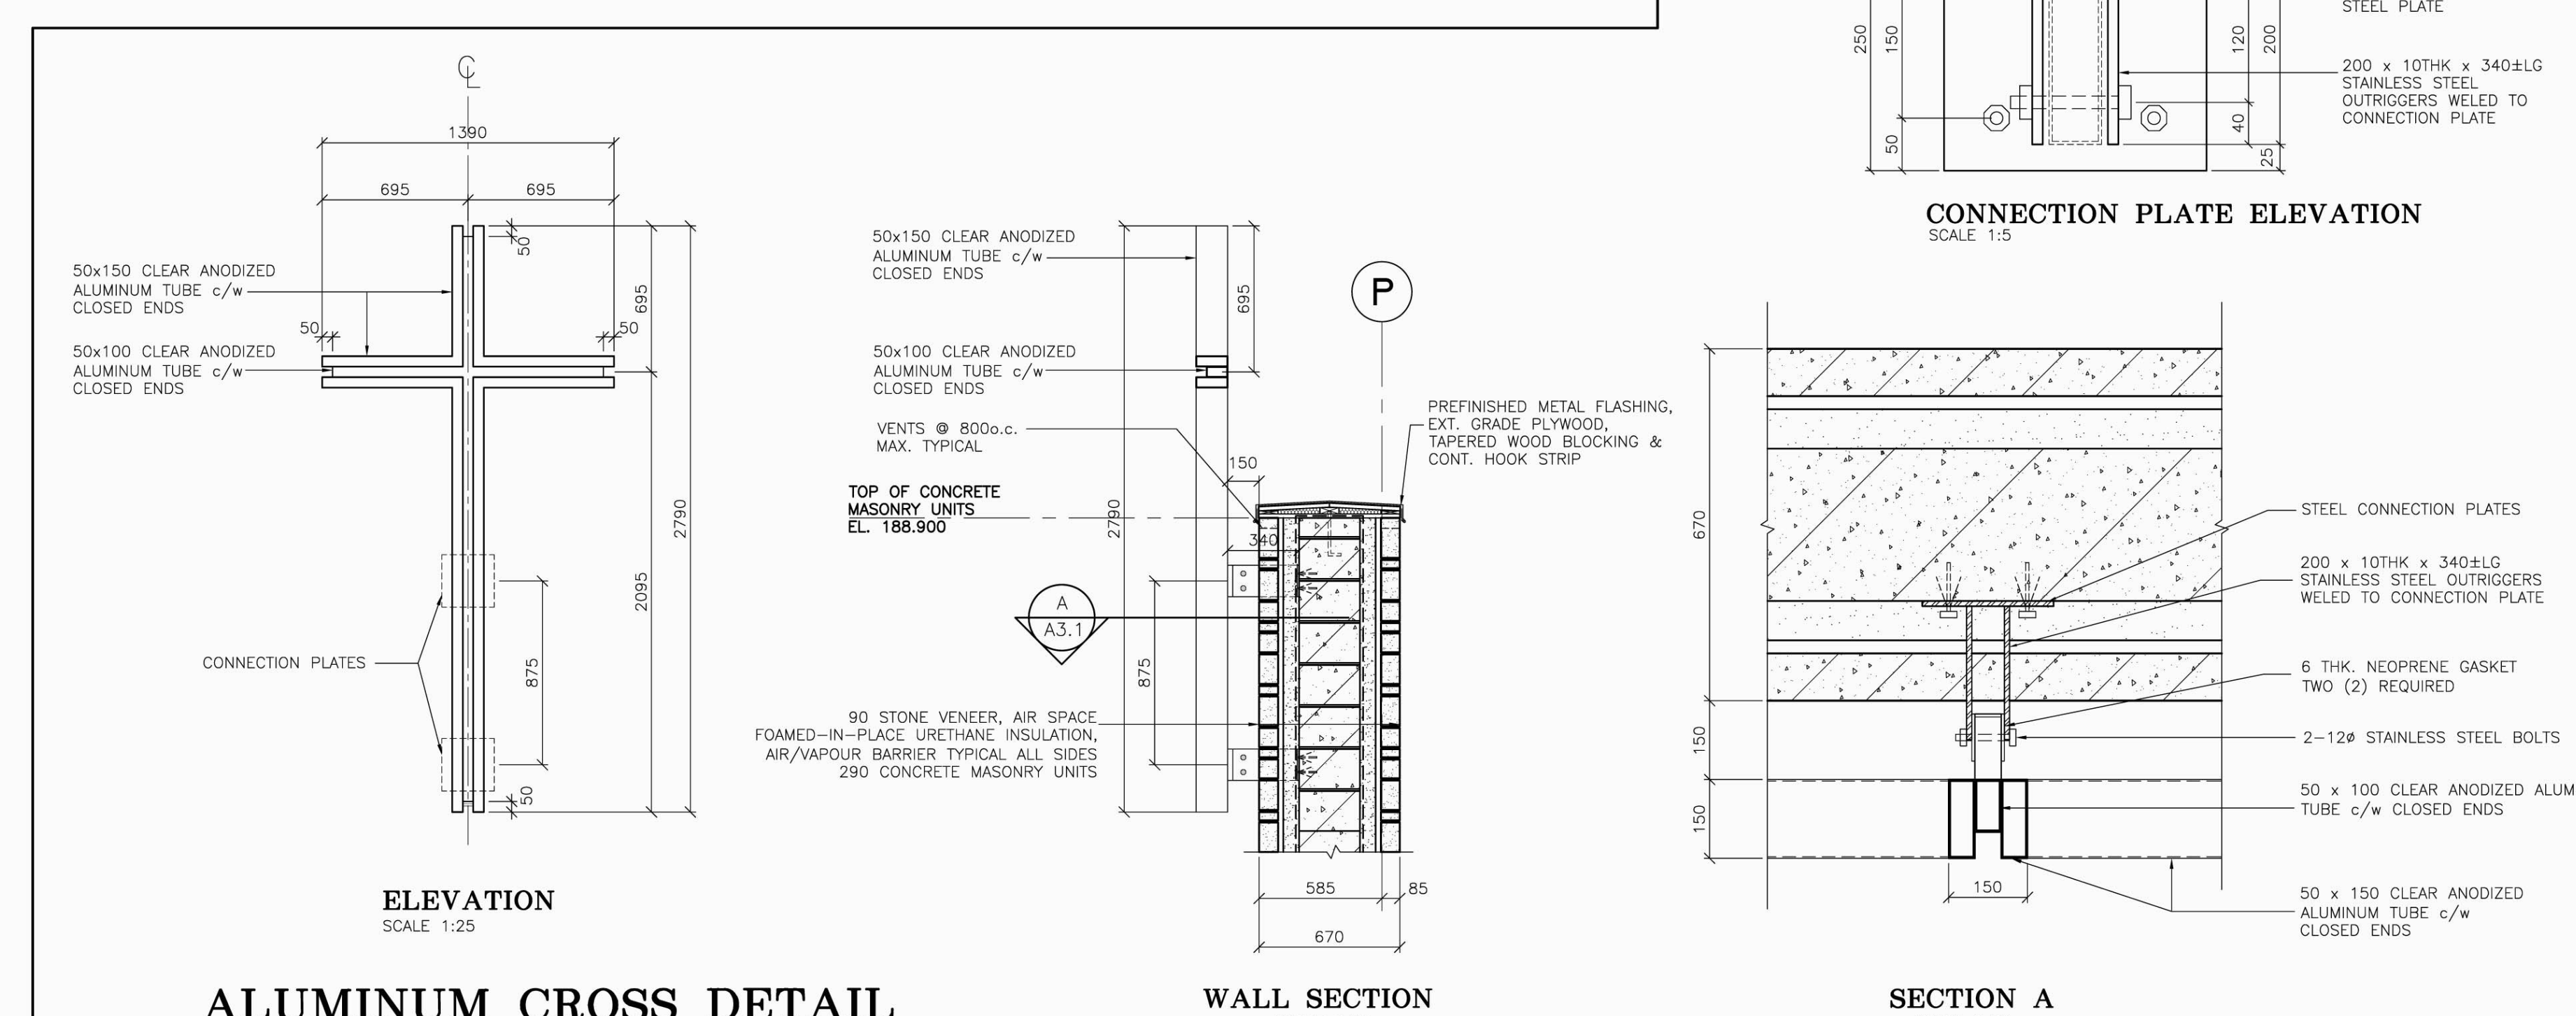 ℄
1390
695
695
50
50x150 CLEAR ANODIZED
ALUMINUM TUBE c/w
CLOSED ENDS
50
50
695
50x100 CLEAR ANODIZED
ALUMINUM TUBE c/w
CLOSED ENDS
2790
2095
875
CONNECTION PLATES
50
ELEVATION
SCALE 1:25
ALUMINUM CROSS DETAIL
50x150 CLEAR ANODIZED
ALUMINUM TUBE c/w
CLOSED ENDS
695
P
50x100 CLEAR ANODIZED
ALUMINUM TUBE c/w
CLOSED ENDS
VENTS @ 800o.c.
MAX. TYPICAL
PREFINISHED METAL FLASHING,
EXT. GRADE PLYWOOD,
TAPERED WOOD BLOCKING &
CONT. HOOK STRIP
150
TOP OF CONCRETE
MASONRY UNITS
EL. 188.900
2790
340
A
A3.1
875
90 STONE VENEER, AIR SPACE
FOAMED-IN-PLACE URETHANE INSULATION,
AIR/VAPOUR BARRIER TYPICAL ALL SIDES
290 CONCRETE MASONRY UNITS
585
85
670
WALL SECTION
STEEL PLATE
250
150
120
200
200 x 10THK x 340±LG
STAINLESS STEEL
OUTRIGGERS WELED TO
CONNECTION PLATE
50
40
25
CONNECTION PLATE ELEVATION
SCALE 1:5
670
STEEL CONNECTION PLATES
200 x 10THK x 340±LG
STAINLESS STEEL OUTRIGGERS
WELED TO CONNECTION PLATE
6 THK. NEOPRENE GASKET
TWO (2) REQUIRED
150
2-12ø STAINLESS STEEL BOLTS
50 x 100 CLEAR ANODIZED ALUM
TUBE c/w CLOSED ENDS
150
150
50 x 150 CLEAR ANODIZED
ALUMINUM TUBE c/w
CLOSED ENDS
SECTION A